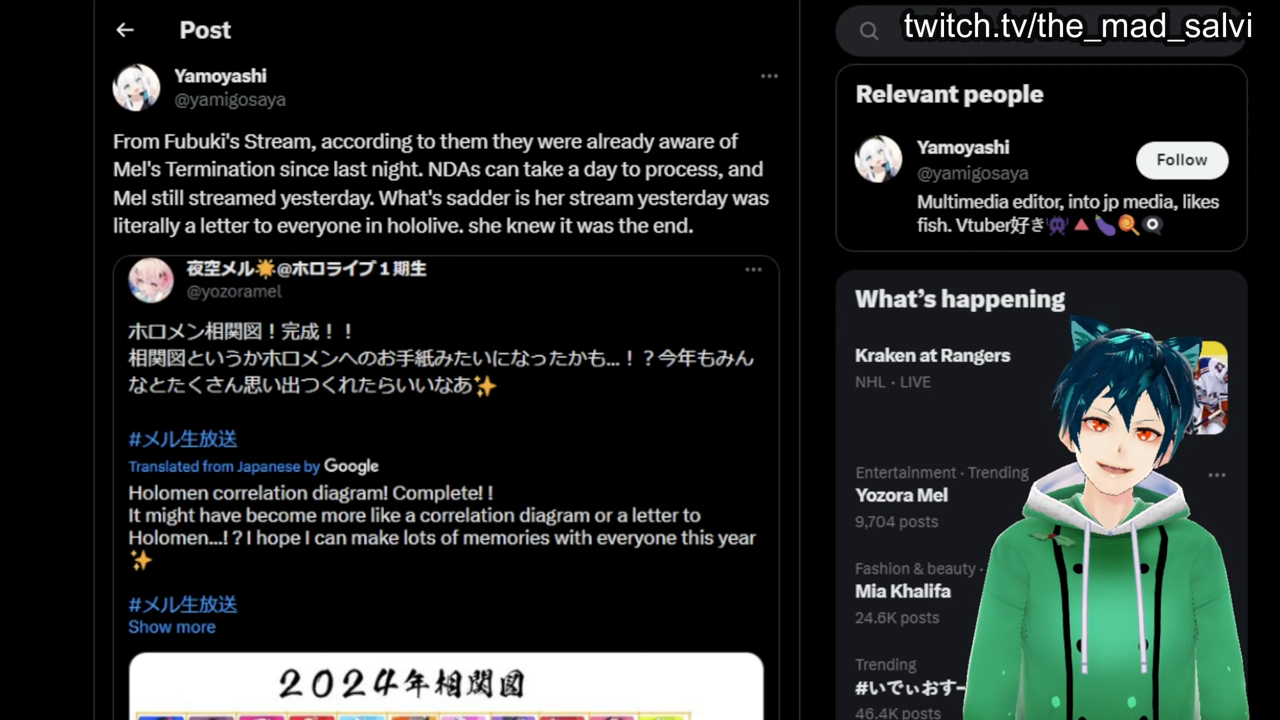 twitch.tv/the_mad_salvi
Post
Yamoyashi
@yamigosaya
From Fubuki's Stream, according to them they were already aware of
Mel's Termination since last night. NDAs can take a day to process, and
Mel still streamed yesterday. What's sadder is her stream yesterday was
literally a letter to everyone in hololive. she knew it was the end.
夜空メル🌟@ホロライブ1期生
@yozoramel
ホロメン相関図！完成！！
相関図というかホロメンへのお手紙みたいになったかも...！？今年もみん
なとたくさん思い出つくれたらいいなあ✨
#メル生放送
Translated from Japanese by Google
Holomen correlation diagram! Complete! !
It might have become more like a correlation diagram or a letter to
Holomen...! ? I hope I can make lots of memories with everyone this year
✨
#メル生放送
Show more
2024年相関図
Relevant people
Yamoyashi
@yamigosaya
Follow
Multimedia editor, into jp media, likes
fish. Vtuber好き
What's happening
Kraken at Rangers
NHL · LIVE
Entertainment · Trending
Yozora Mel
9,704 posts
Fashion & beauty ·
Mia Khalifa
24.6K posts
Trending
#いでぃおすー
46.4K posts